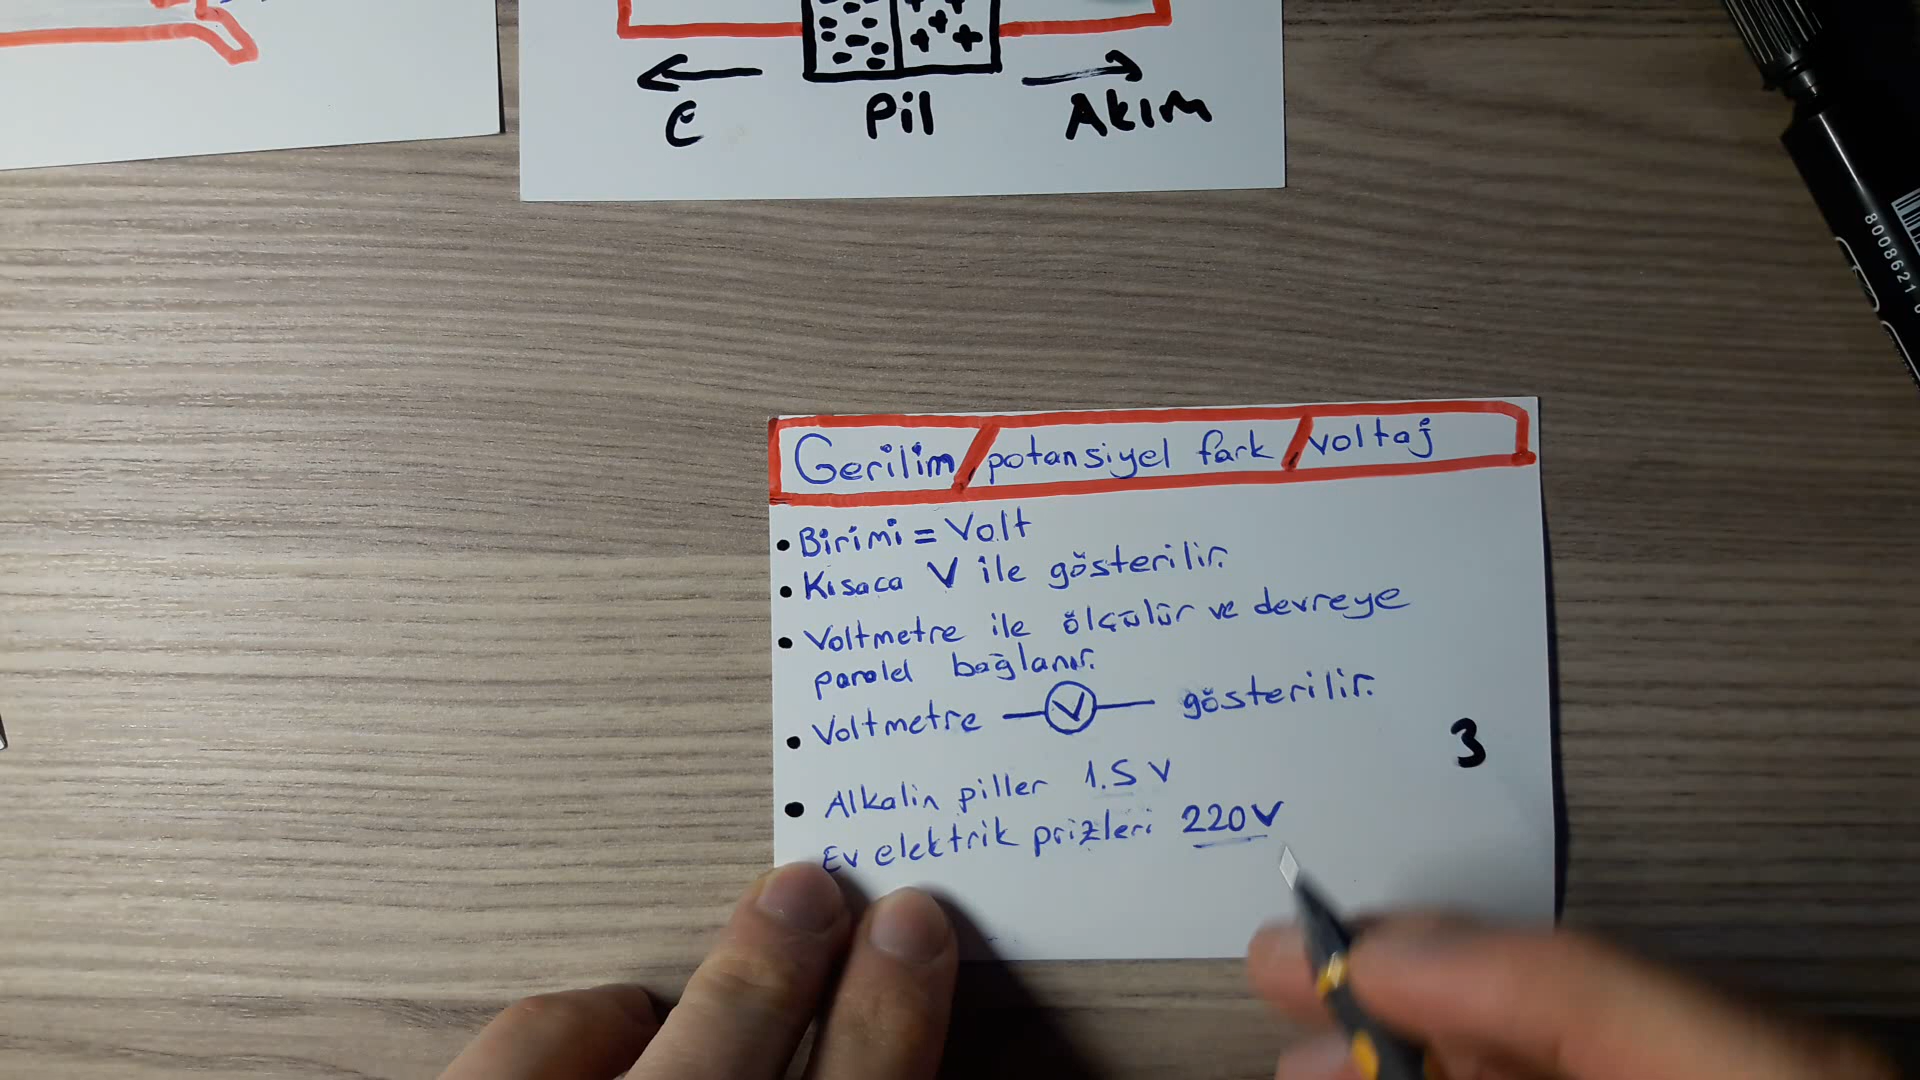 e Pil Akım
8008621
Gerilim/potansiyel fark/voltaj
• Birimi = Volt
• Kısaca V ile gösterilir.
• Voltmetre ile ölçülür ve devreye
paralel bağlanır.
• Voltmetre V gösterilir.
3
• Alkalin piller 1.5 V
Ev elektrik prizleri 220V